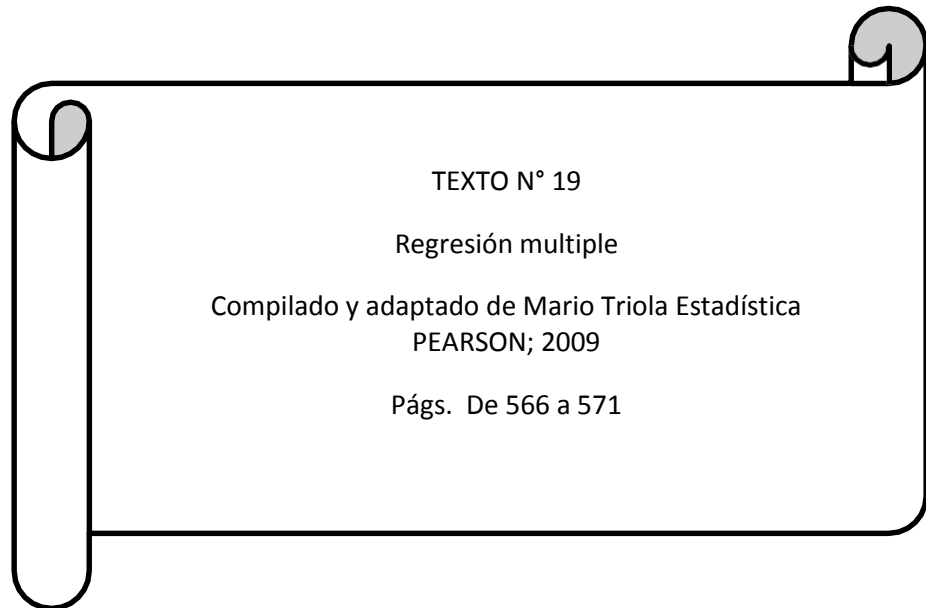 TEXTO N° 19
Regresión multiple
Compilado y adaptado de Mario Triola Estadística
PEARSON; 2009
Págs. De 566 a 571